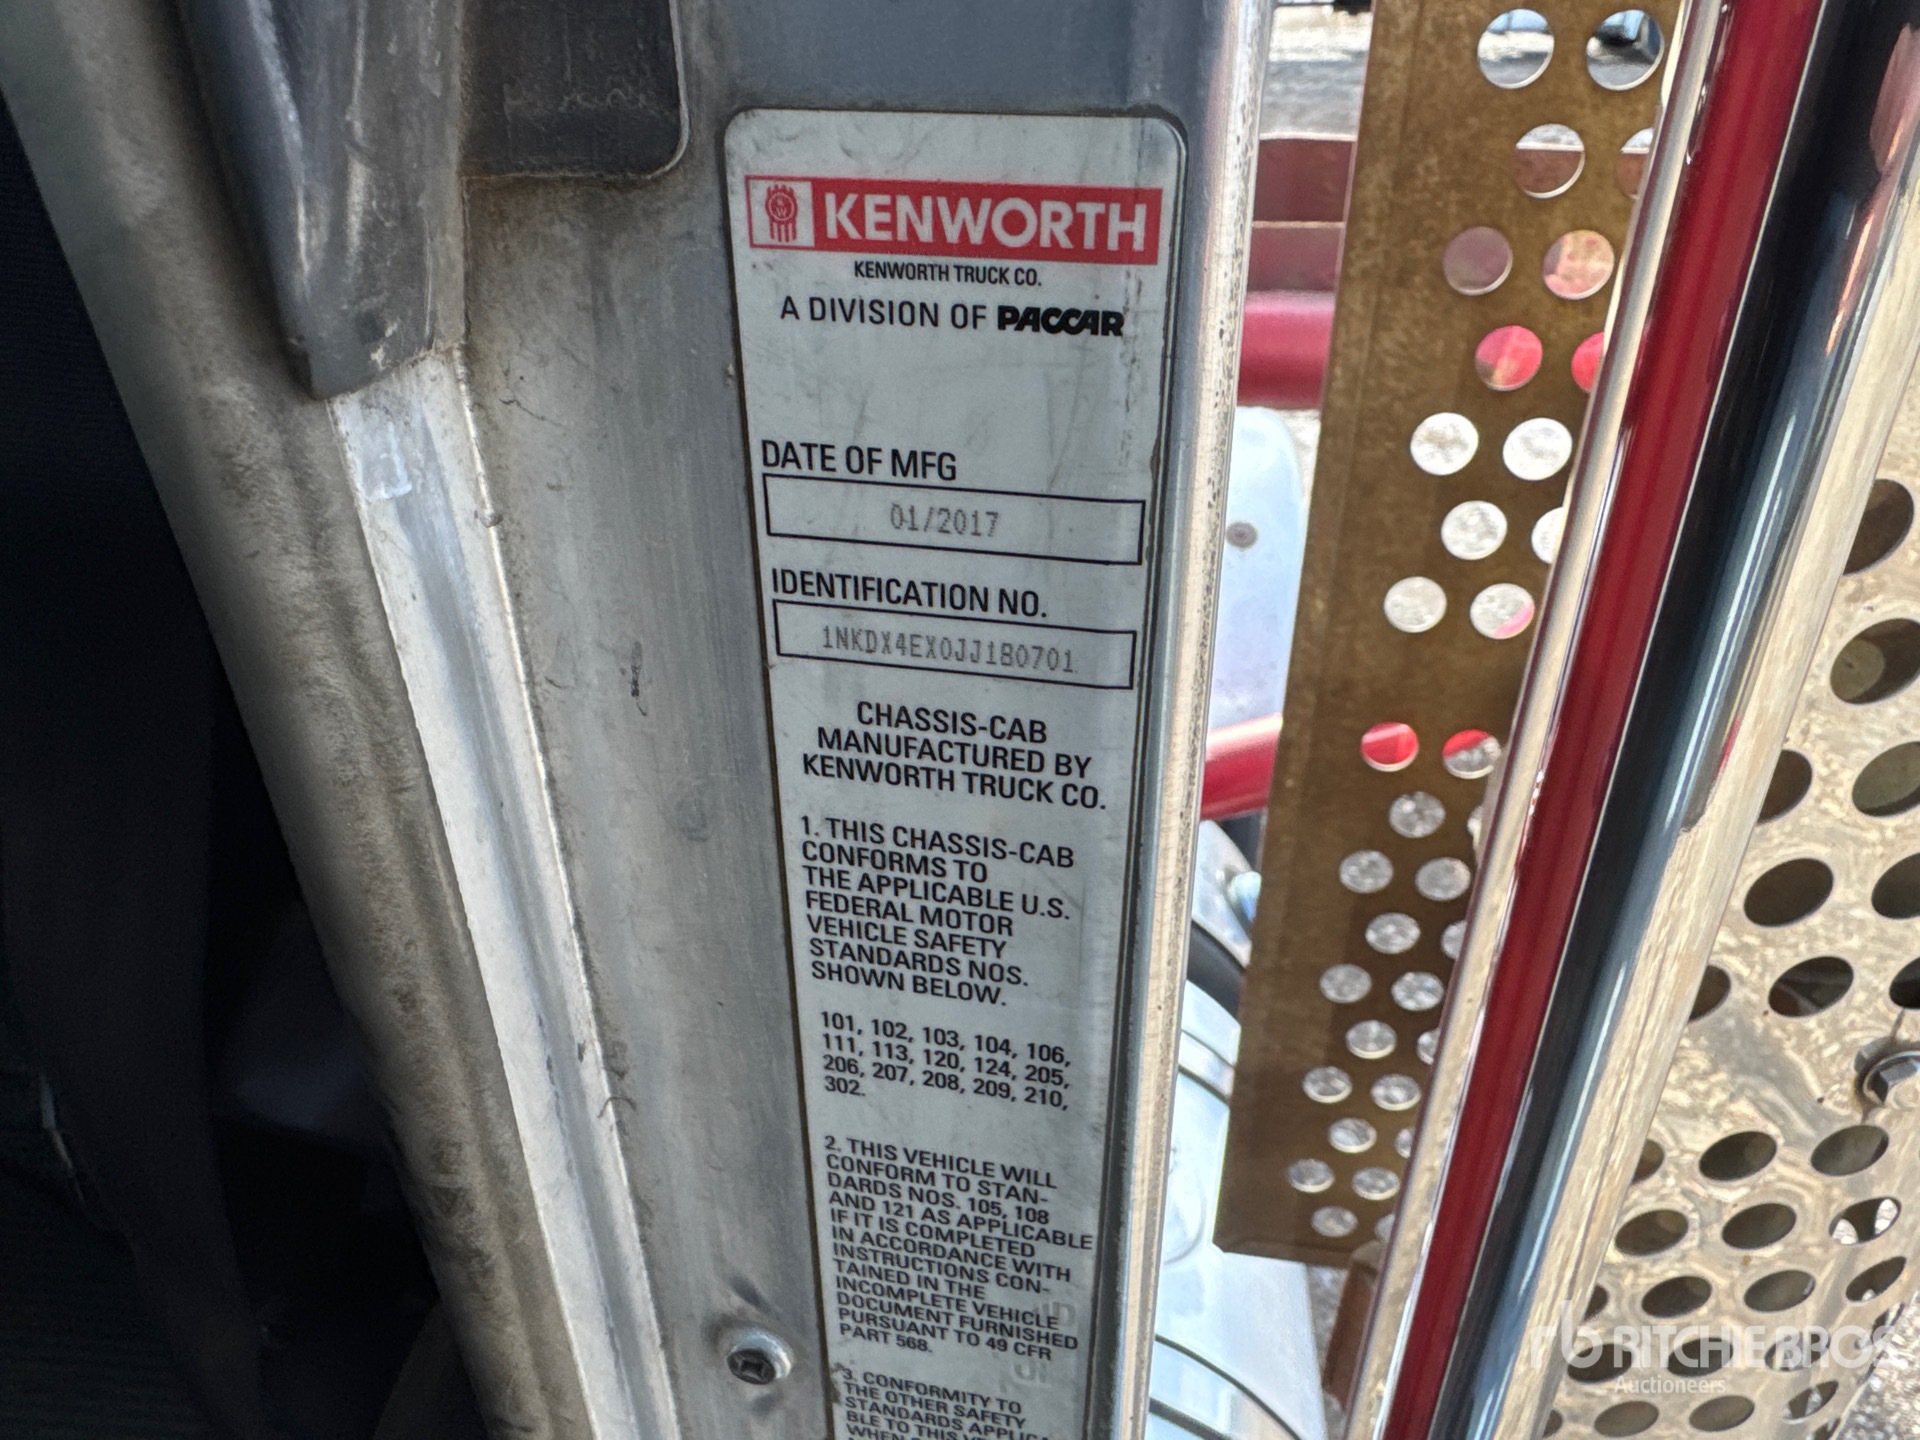 KENWORTH
KENWORTH TRUCK CO.
A DIVISION OF PACCAR
DATE OF MFG
01/2017
IDENTIFICATION NO.
1NKDX4EX0JJ180701
CHASSIS-CAB
MANUFACTURED BY
KENWORTH TRUCK CO.
1. THIS CHASSIS-CAB
CONFORMS TO
THE APPLICABLE U.S.
FEDERAL MOTOR
VEHICLE SAFETY
STANDARDS NOS.
SHOWN BELOW.
101, 102, 103, 104, 106,
111, 113, 120, 124, 205,
206, 207, 208, 209, 210,
302.
2. THIS VEHICLE WILL
CONFORM TO STAN-
DARDS NOS. 105, 108
AND 121 AS APPLICABLE
IF IT IS COMPLETED
IN ACCORDANCE WITH
INSTRUCTIONS CON-
TAINED IN THE
INCOMPLETE VEHICLE
DOCUMENT FURNISHED
PURSUANT TO 49 CFR
PART 568.
3. CONFORMITY TO
THE OTHER SAFETY
STANDARDS APPLICA-
BLE TO THIS
rb RITCHIE BROS
Auctioneers